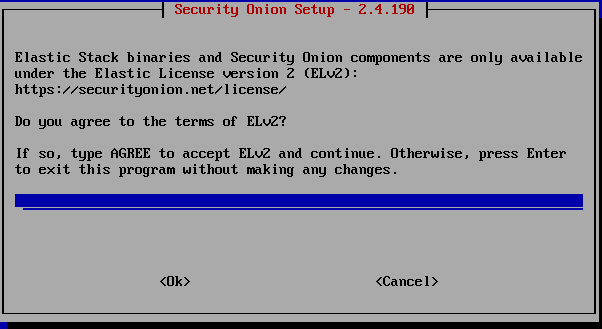 Security Onion Setup - 2.4.190
Elastic Stack binaries and Security Onion components are only available
under the Elastic License version 2 (ELv2):
https://securityonion.net/license/
Do you agree to the terms of ELv2?
If so, type AGREE to accept ELv2 and continue. Otherwise, press Enter
to exit this program without making any changes.
<Ok> <Cancel>